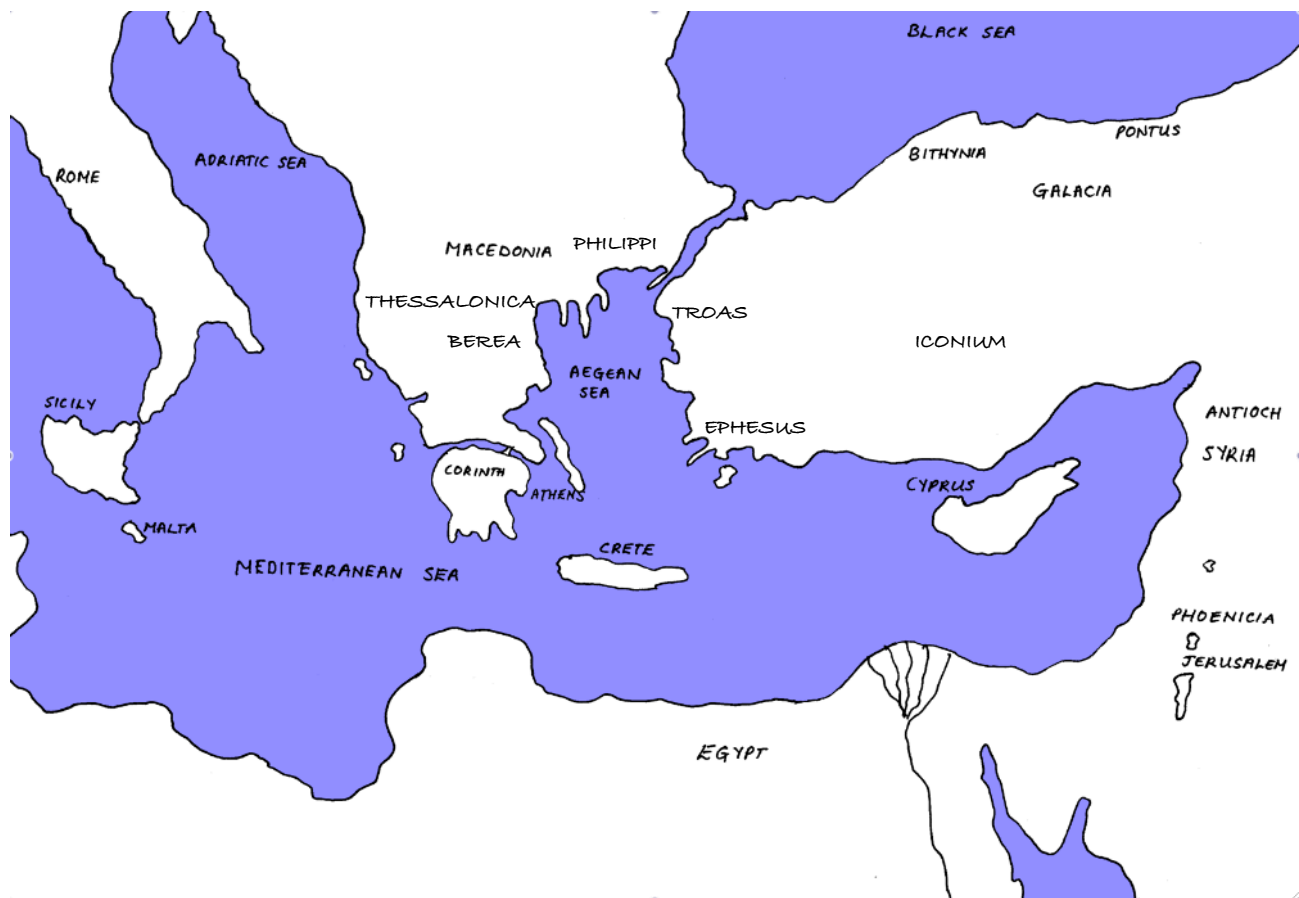 BLACK SEA
PONTUS
BITHYNIA
ADRIATIC SEA
ROME
GALACIA
MACEDONIA
PHILIPPI
THESSALONICA
TROAS
BEREA
ICONIUM
AEGEAN
SEA
SICILY
ANTIOCH
EPHESUS
SYRIA
CORINTH
CYPRUS
ATHENS
MALTA
CRETE
MEDITERRANEAN SEA
PHOENICIA
JERUSALEM
EGYPT